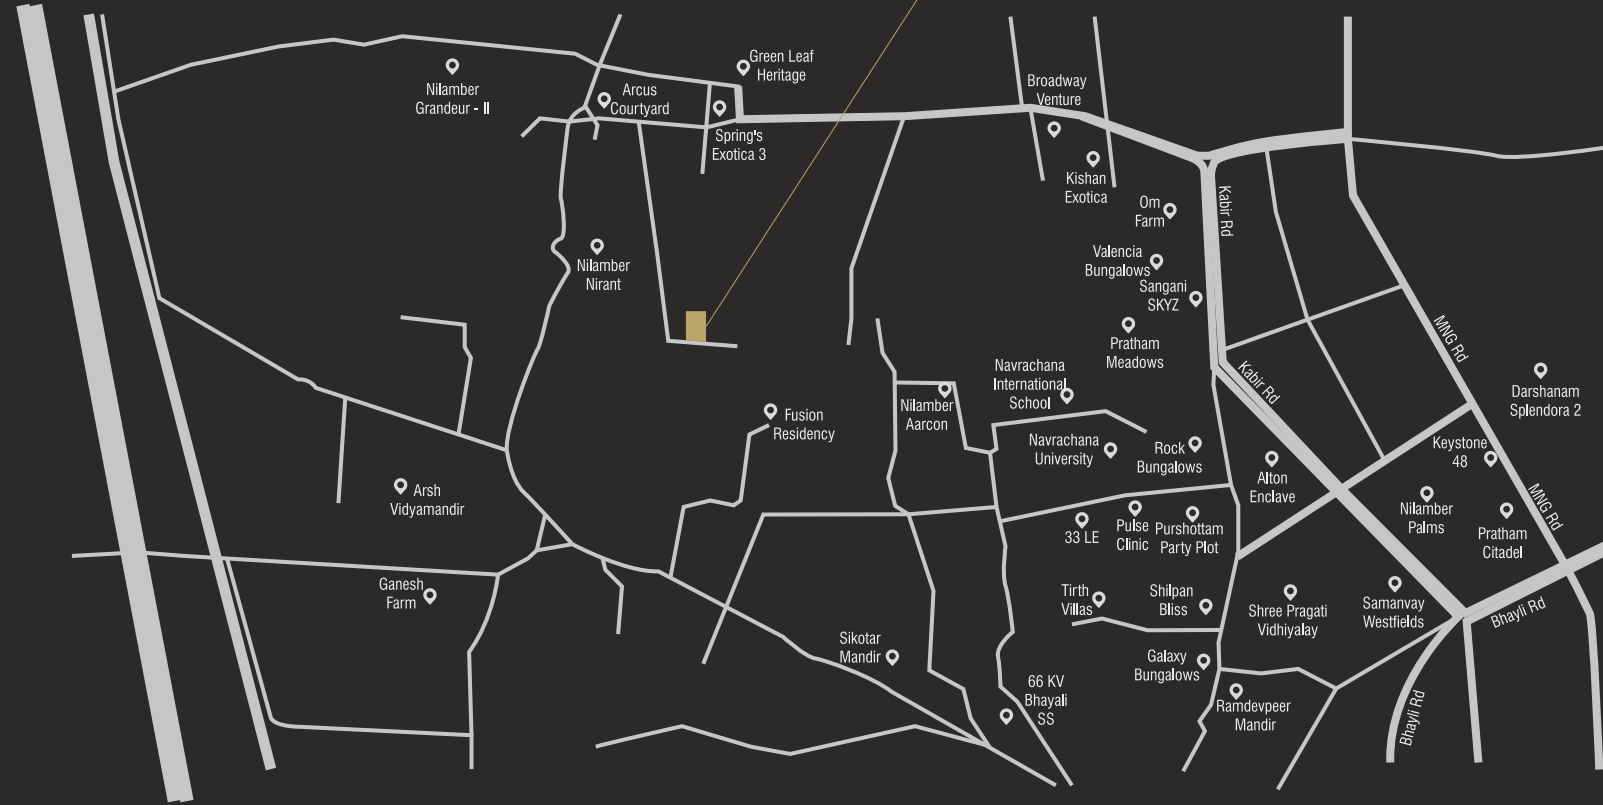 Green Leaf
Heritage
Nilamber
Grandeur - II
Arcus
Courtyard
Spring's
Exotica 3
Broadway
Venture
Kishan
Exotica
Om
Farm
Kabir Rd
Nilamber
Nirant
Valencia
Bungalows
Sangani
SKYZ
Pratham
Meadows
MNG Rd
Navrachana
International
School
Kabir Rd
Darshanam
Splendora 2
Nilamber
Aarcon
Fusion
Residency
Navrachana
University
Rock
Bungalows
Keystone
48
Alton
Enclave
Arsh
Vidyamandir
Nilamber
Palms
MNG Rd
33 LE
Pulse
Clinic
Purshottam
Party Plot
Pratham
Citadel
Ganesh
Farm
Tirth
Villas
Shilpan
Bliss
Shree Pragati
Vidhiyalay
Samanvay
Westfields
Bhayli Rd
Sikotar
Mandir
Galaxy
Bungalows
66 KV
Bhayali
SS
Ramdevpeer
Mandir
Bhayli Rd